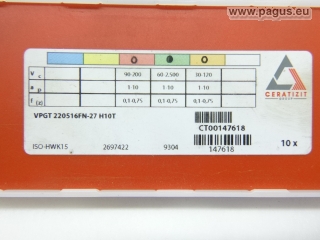 www.pagus.eu
v c 90-200 60-2.500 30-120
a p 1-10 1-10 1-10
f (x) 0,1-0,75 0,1-0,75 0,1-0,75
CERATIZIT
GROUP
VPGT 220516FN-27 H10T
CT00147618
ISO-HWK15 2697422 9304 147618 10 x